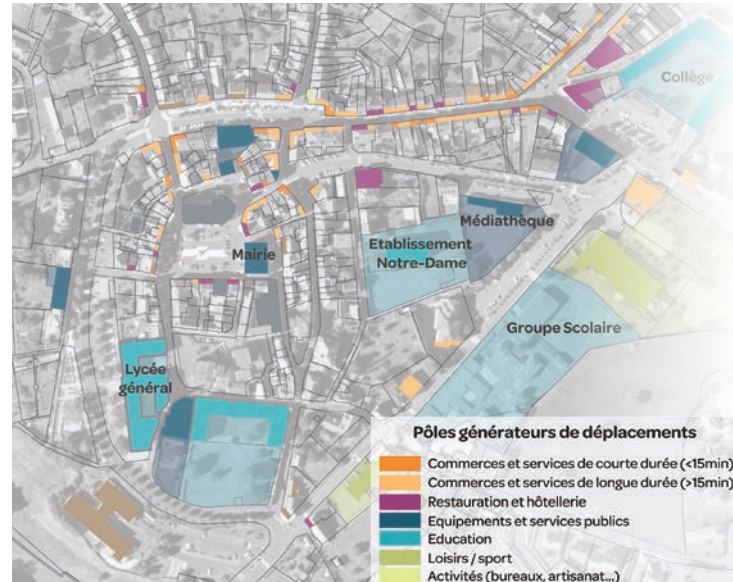 Collège
Médiathèque
Etablissement
Notre-Dame
Mairie
Groupe Scolaire
Lycée
général
Pôles générateurs de déplacements
Commerces et services de courte durée (<15min)
Commerces et services de longue durée (>15min)
Restauration et hôtellerie
Equipements et services publics
Education
Loisirs / sport
Activités (bureaux, artisanat...)